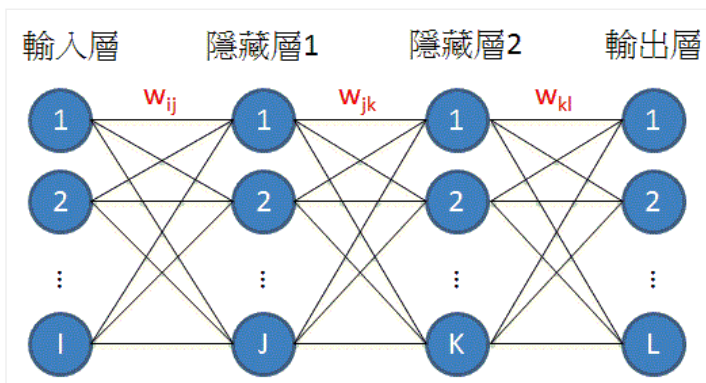 輸入層 隱藏層1 隱藏層2 輸出層
w_ij w_jk w_kl
1 1 1 1
2 2 2 2
⋮ ⋮ ⋮ ⋮
I J K L